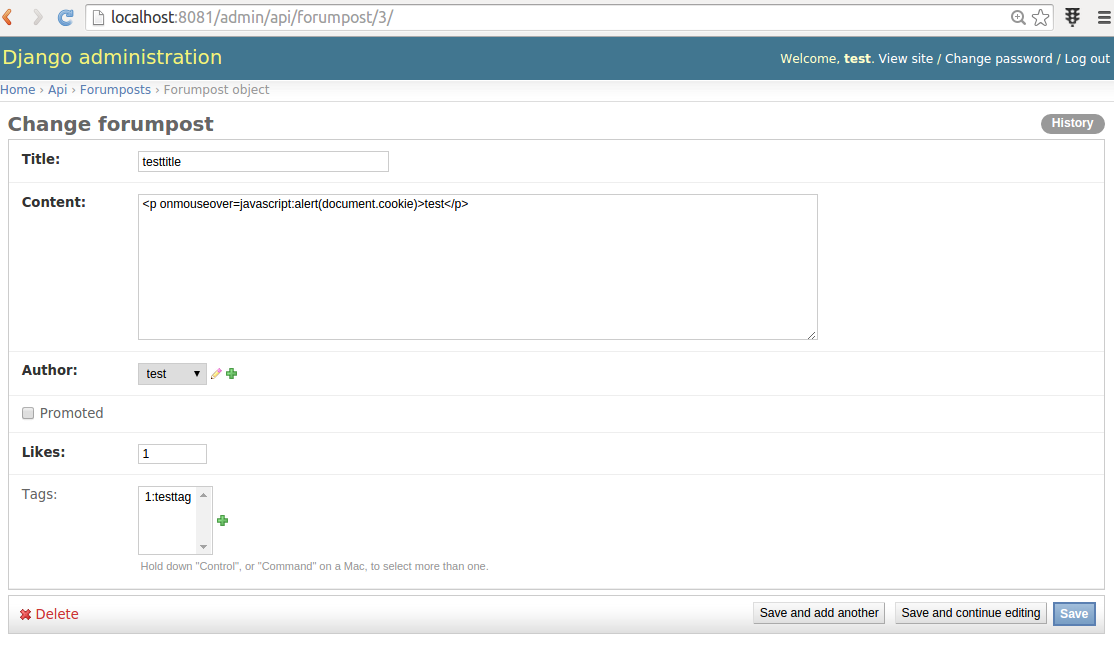 localhost:8081/admin/api/forumpost/3/
Django administration
Welcome, test. View site / Change password / Log out
Home › Api › Forumposts › Forumpost object
Change forumpost
History
Title:
testtitle
Content:
<p onmouseover=javascript:alert(document.cookie)>test</p>
Author:
test
Promoted
Likes:
1
Tags:
1:testtag
Hold down "Control", or "Command" on a Mac, to select more than one.
Delete
Save and add another
Save and continue editing
Save